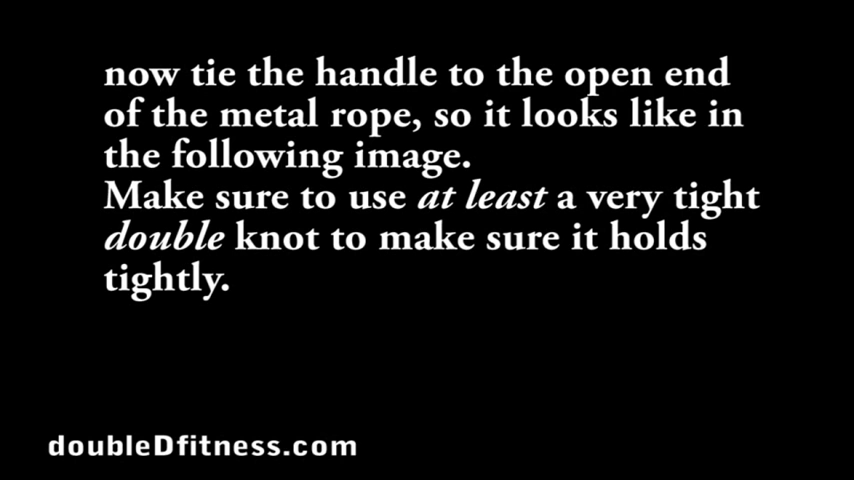 now tie the handle to the open end
of the metal rope, so it looks like in
the following image.
Make sure to use at least a very tight
double knot to make sure it holds
tightly.
doubleDfitness.com